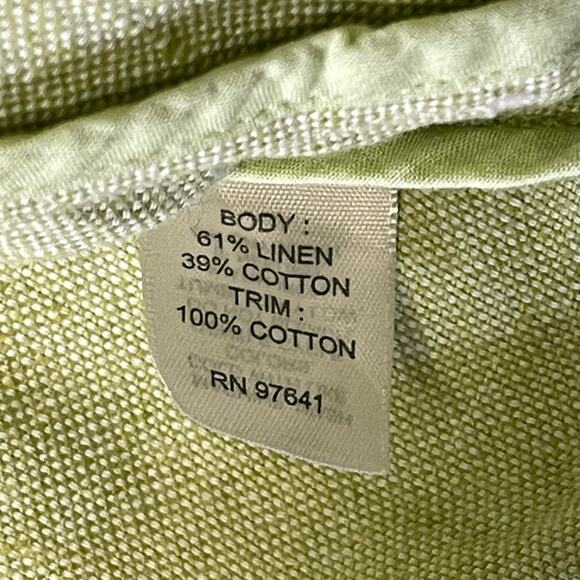 BODY :
61% LINEN
39% COTTON
TRIM :
100% COTTON
RN 97641